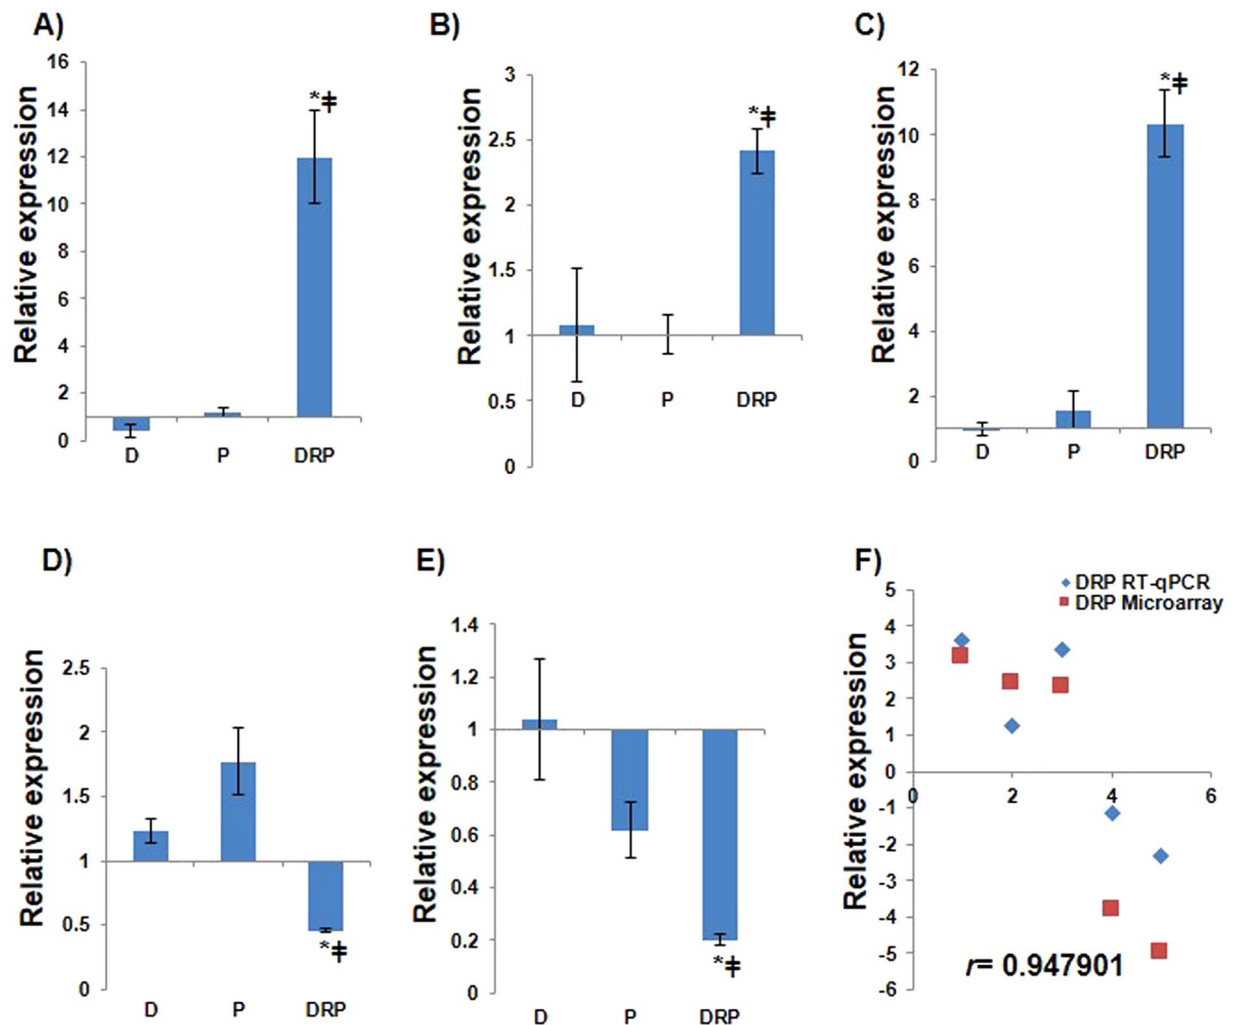 A)
Relative expression
16
14
12
10
8
6
4
2
0
*ǂ
D P DRP
B)
Relative expression
3
2.5
2
1.5
1
0.5
0
*ǂ
D P DRP
C)
Relative expression
12
10
8
6
4
2
0
*ǂ
D P DRP
D)
Relative expression
2.5
2
1.5
1
0.5
0
*ǂ
D P DRP
E)
Relative expression
1.4
1.2
1
0.8
0.6
0.4
0.2
0
*ǂ
D P DRP
F)
DRP RT-qPCR
DRP Microarray
Relative expression
5
4
3
2
1
0
-1
-2
-3
-4
-5
-6
0 2 4 6
r= 0.947901